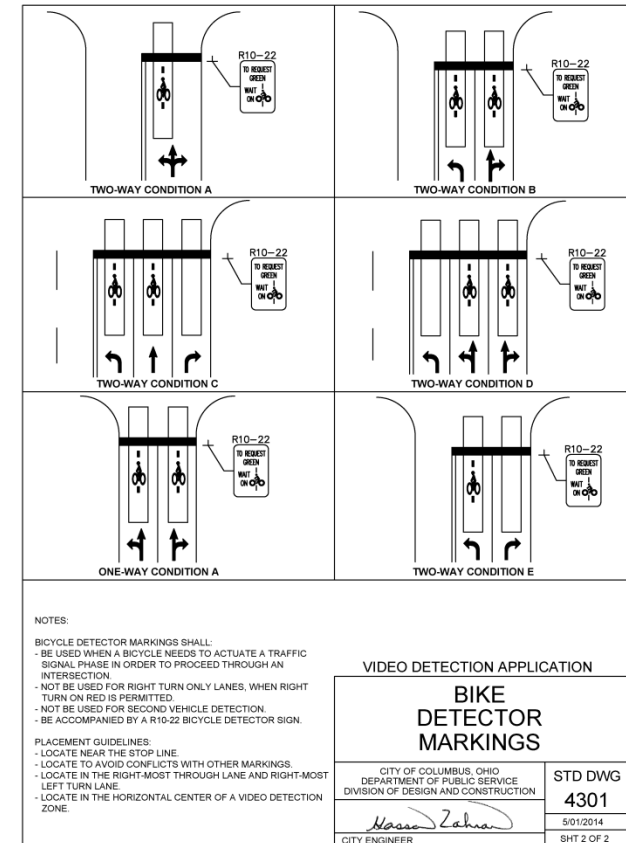 R10-22
TO REQUEST
GREEN
WAIT
ON
TWO-WAY CONDITION A
R10-22
TO REQUEST
GREEN
WAIT
ON
TWO-WAY CONDITION B
R10-22
TO REQUEST
GREEN
WAIT
ON
TWO-WAY CONDITION C
R10-22
TO REQUEST
GREEN
WAIT
ON
TWO-WAY CONDITION D
R10-22
TO REQUEST
GREEN
WAIT
ON
ONE-WAY CONDITION A
R10-22
TO REQUEST
GREEN
WAIT
ON
TWO-WAY CONDITION E
NOTES:
BICYCLE DETECTOR MARKINGS SHALL:
- BE USED WHEN A BICYCLE NEEDS TO ACTUATE A TRAFFIC
SIGNAL PHASE IN ORDER TO PROCEED THROUGH AN
INTERSECTION.
- NOT BE USED FOR RIGHT TURN ONLY LANES, WHEN RIGHT
TURN ON RED IS PERMITTED.
- NOT BE USED FOR SECOND VEHICLE DETECTION.
- BE ACCOMPANIED BY A R10-22 BICYCLE DETECTOR SIGN.
PLACEMENT GUIDELINES:
- LOCATE NEAR THE STOP LINE.
- LOCATE TO AVOID CONFLICTS WITH OTHER MARKINGS.
- LOCATE IN THE RIGHT-MOST THROUGH LANE AND RIGHT-MOST
LEFT TURN LANE.
- LOCATE IN THE HORIZONTAL CENTER OF A VIDEO DETECTION
ZONE.
VIDEO DETECTION APPLICATION
BIKE
DETECTOR
MARKINGS
CITY OF COLUMBUS, OHIO
DEPARTMENT OF PUBLIC SERVICE
DIVISION OF DESIGN AND CONSTRUCTION
Hassan Zahran
CITY ENGINEER
STD DWG
4301
5/01/2014
SHT 2 OF 2